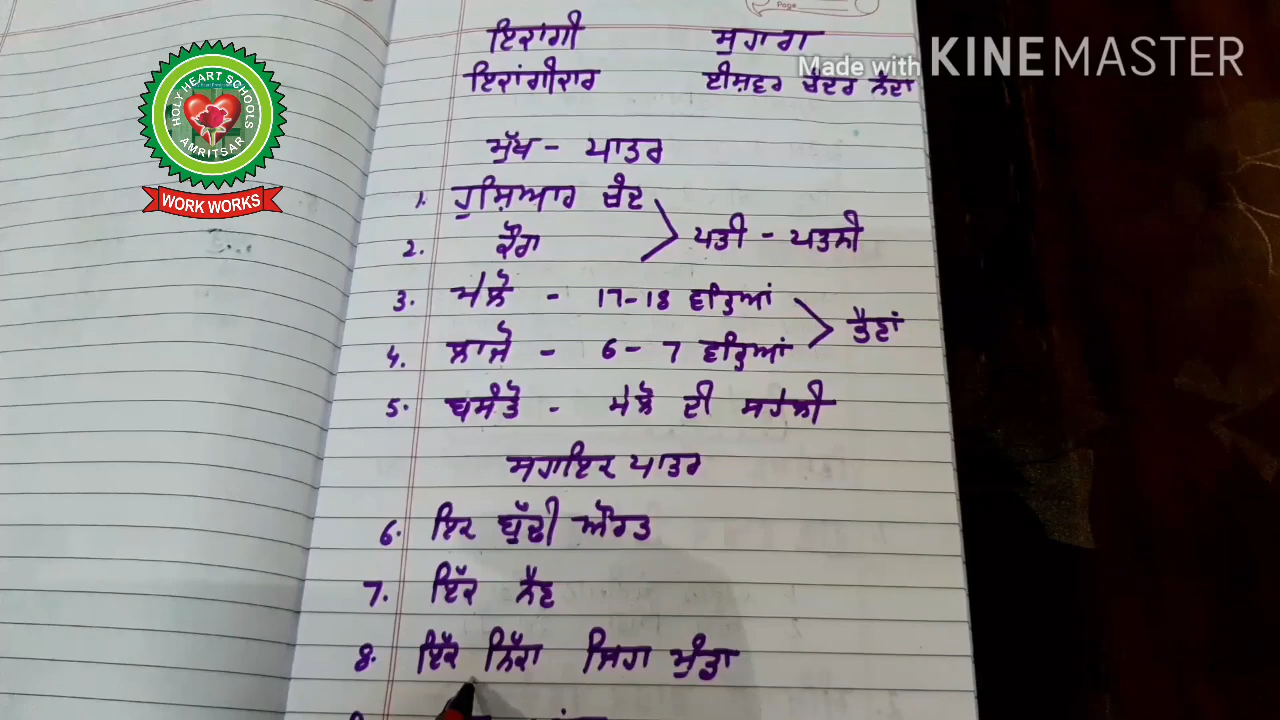 Page
ਇਕਾਂਗੀ ਸੁਹਾਗ
Made with KINEMASTER
ਇਕਾਂਗੀਕਾਰ ਈਸ਼ਵਰ ਚੰਦਰ ਨੰਦਾ
HOLY HEART SCHOOLS
AMRITSAR
WORK WORKS
ਮੁੱਖ - ਪਾਤਰ
1. ਹੁਸ਼ਿਆਰ ਚੰਦ
2. ਕੌਰਾਂ
ਪਤੀ - ਪਤਨੀ
3. ਮੇਲੋ - 17-18 ਵਰ੍ਹਿਆਂ
4. ਲਾਜੋ - 6 - 7 ਵਰ੍ਹਿਆਂ
ਭੈਣਾਂ
5. ਬਸੰਤੋ - ਮੇਲੋ ਦੀ ਸਹੇਲੀ
ਸਹਾਇਕ ਪਾਤਰ
6. ਇਕ ਬੁੱਢੀ ਔਰਤ
7. ਇੱਕ ਨੈਣ
8. ਇੱਕ ਨਿੱਕਾ ਜਿਹਾ ਮੁੰਡਾ